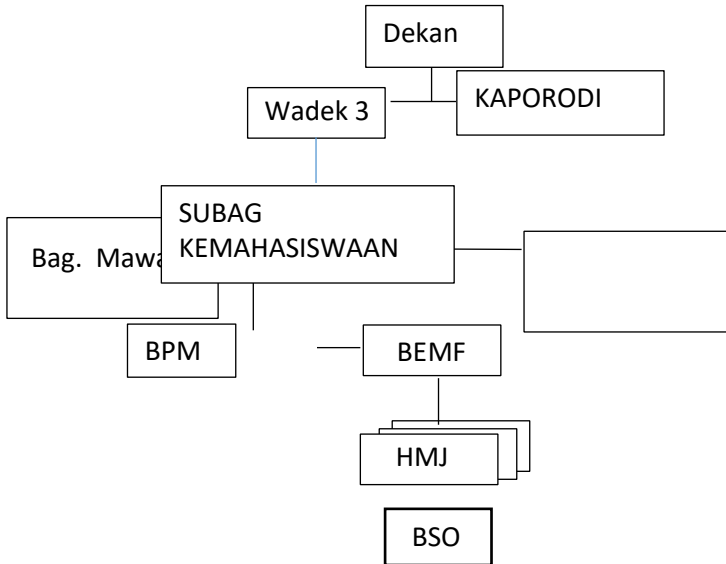 Dekan
KAPORODI
Wadek 3
SUBAG
KEMAHASISWAAN
Bag. Mawa
BPM
BEMF
HMJ
BSO